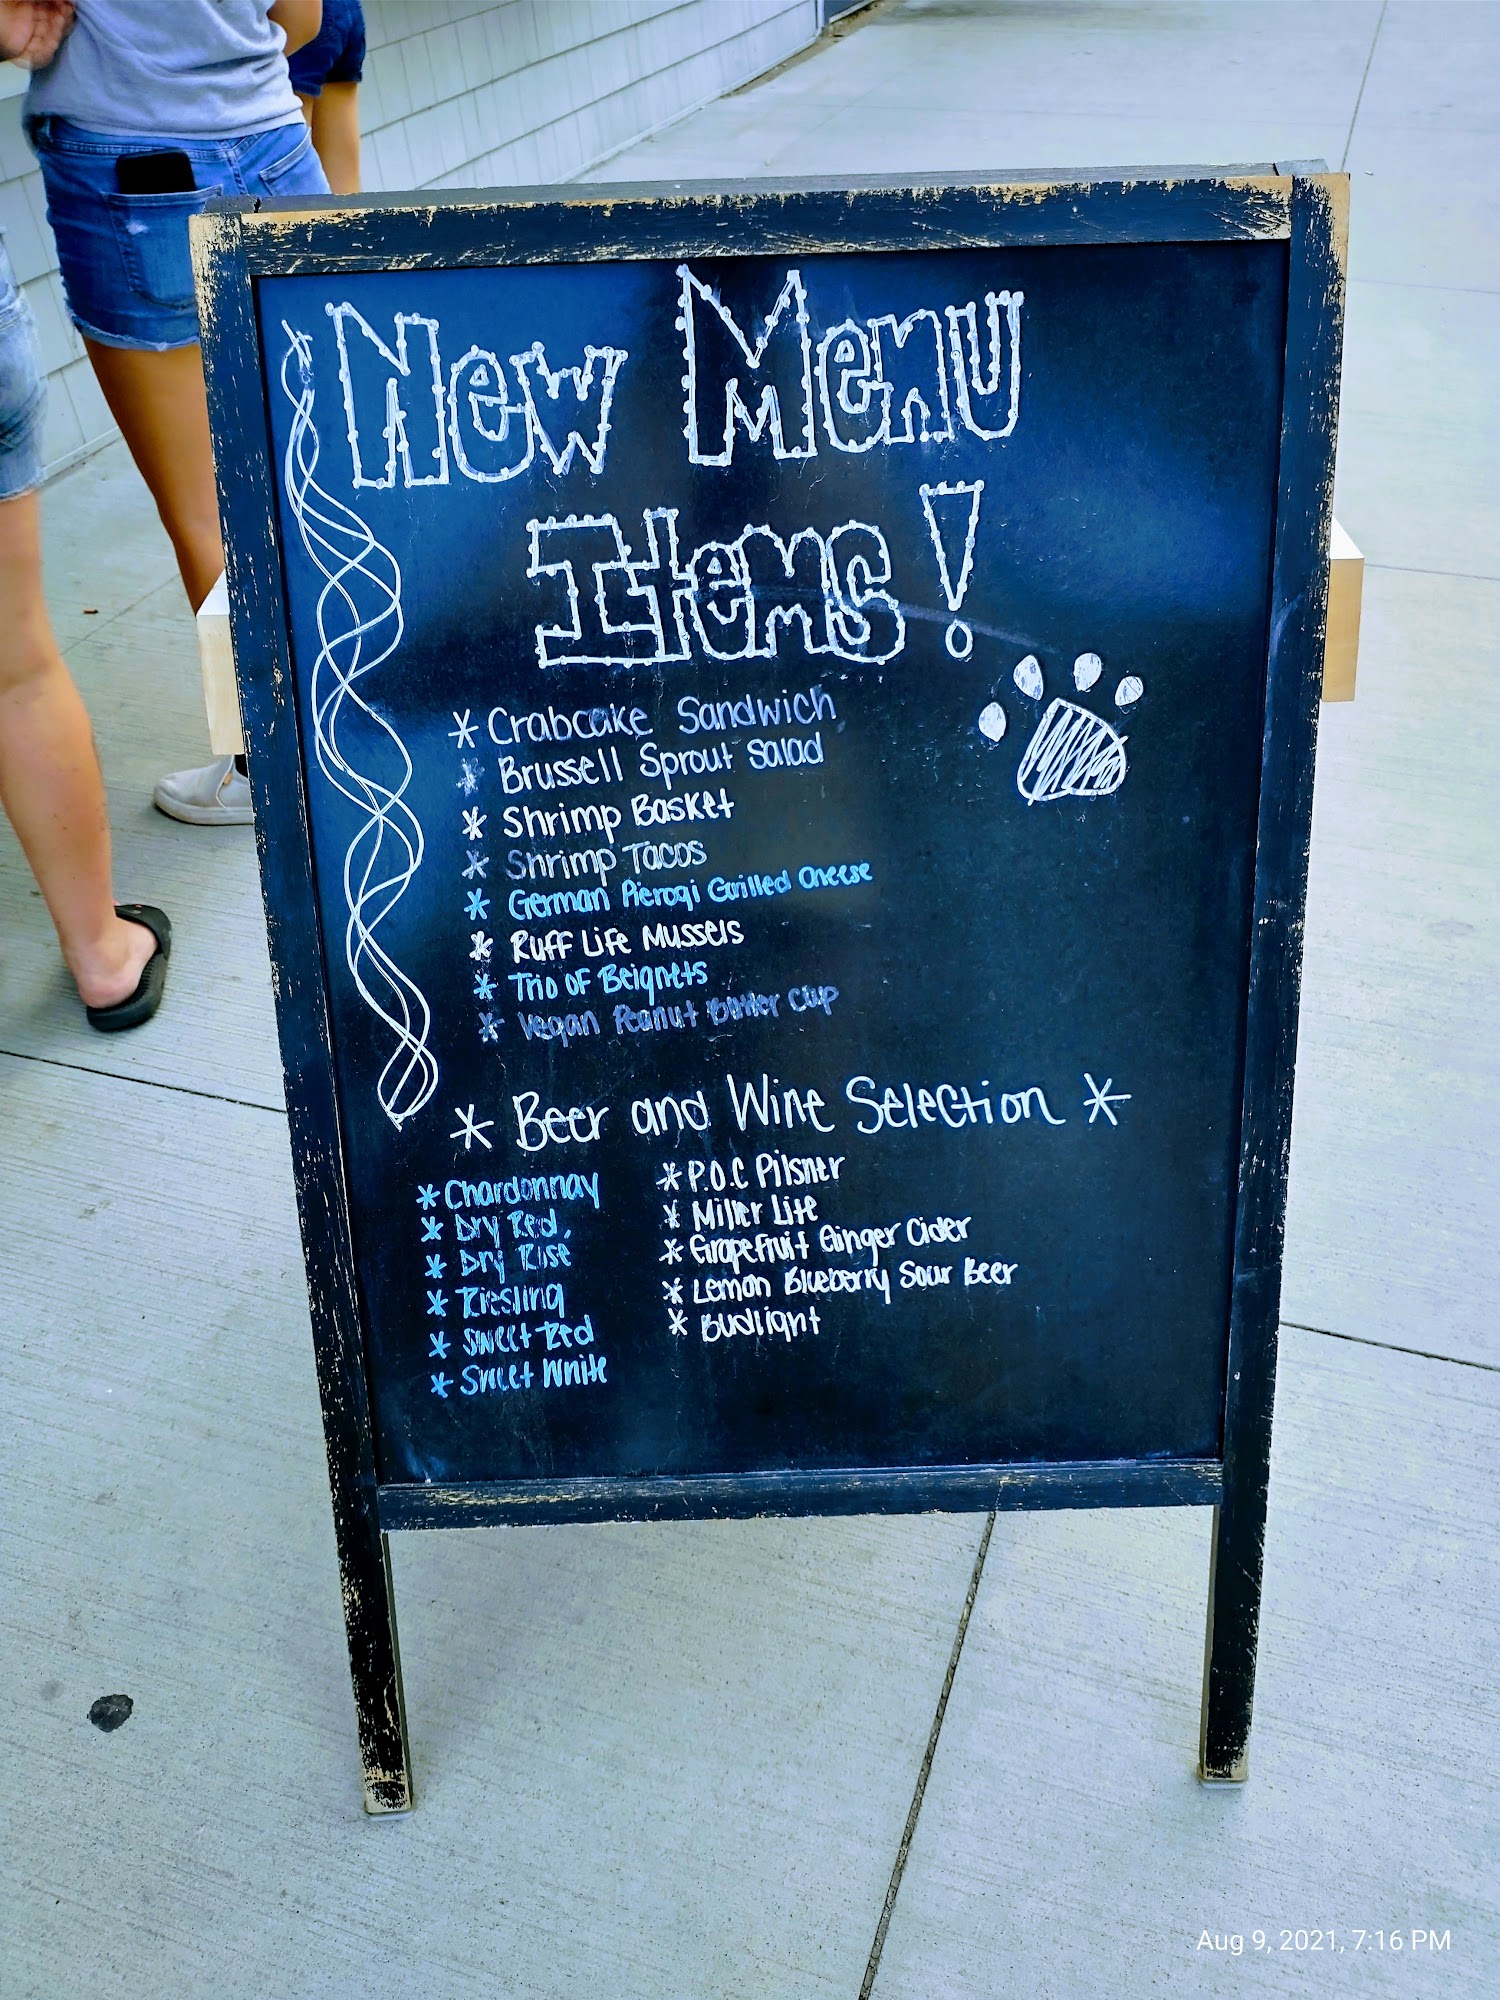 New Menu
Items!
* Crabcake Sandwich
* Brussell Sprout Salad
* Shrimp Basket
* Shrimp Tacos
* German Pierogi Grilled Cheese
* Ruff Life Mussels
* Trio of Beignets
* Vegan Peanut Butter Cup
* Beer and Wine Selection *
* Chardonnay
* Dry Red,
* Dry Rise
* Riesling
* Sweet Red
* Sweet White
* P.O.C Pilsner
* Miller Lite
* Grapefruit Ginger Cider
* Lemon Blueberry Sour Beer
* Budlight
Aug 9, 2021, 7:16 PM